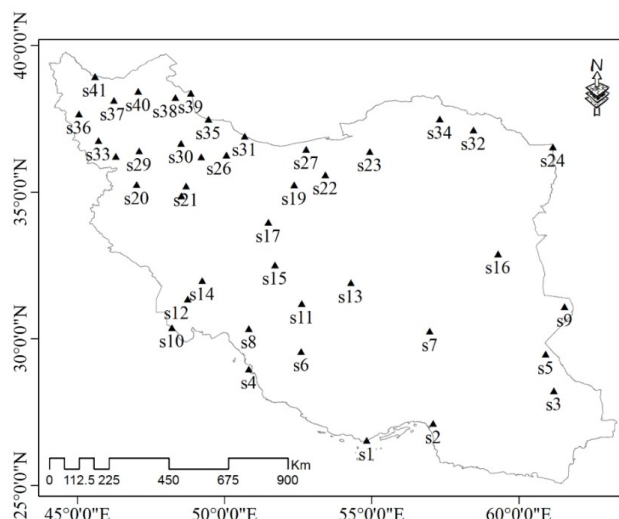 40°0'0"N
N
s41
s37
s40
s38
s39
s36
s35
s34
s32
s33
s29
s30
s26
s31
s27
s23
s24
35°0'0"N
s20
s21
s19
s22
s17
s16
s15
s14
s13
s12
s11
s9
30°0'0"N
s10
s8
s7
s6
s5
s4
s3
s2
s1
Km
0 112.5 225 450 675 900
25°0'0"N
45°0'0"E 50°0'0"E 55°0'0"E 60°0'0"E